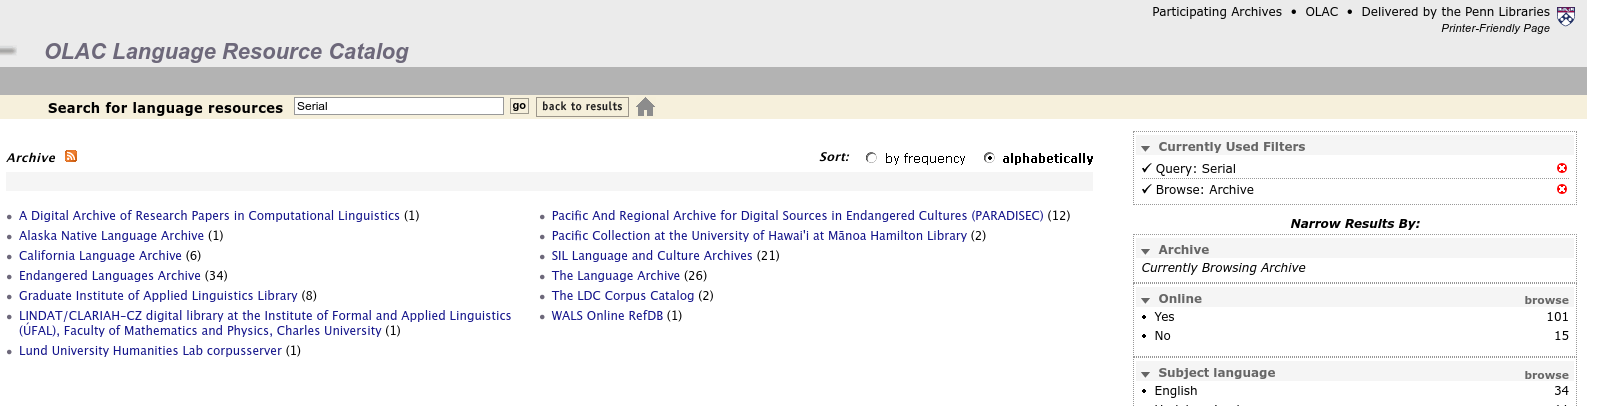 Participating Archives • OLAC • Delivered by the Penn Libraries
Printer-Friendly Page
OLAC Language Resource Catalog
Search for language resources Serial go back to results
Archive Sort: by frequency alphabetically
A Digital Archive of Research Papers in Computational Linguistics (1)
Alaska Native Language Archive (1)
California Language Archive (6)
Endangered Languages Archive (34)
Graduate Institute of Applied Linguistics Library (8)
LINDAT/CLARIAH-CZ digital library at the Institute of Formal and Applied Linguistics
(ÚFAL), Faculty of Mathematics and Physics, Charles University (1)
Lund University Humanities Lab corpusserver (1)
Pacific And Regional Archive for Digital Sources in Endangered Cultures (PARADISEC) (12)
Pacific Collection at the University of Hawai'i at Mānoa Hamilton Library (2)
SIL Language and Culture Archives (21)
The Language Archive (26)
The LDC Corpus Catalog (2)
WALS Online RefDB (1)
Currently Used Filters
Query: Serial
Browse: Archive
Narrow Results By:
Archive
Currently Browsing Archive
Online browse
Yes 101
No 15
Subject language browse
English 34